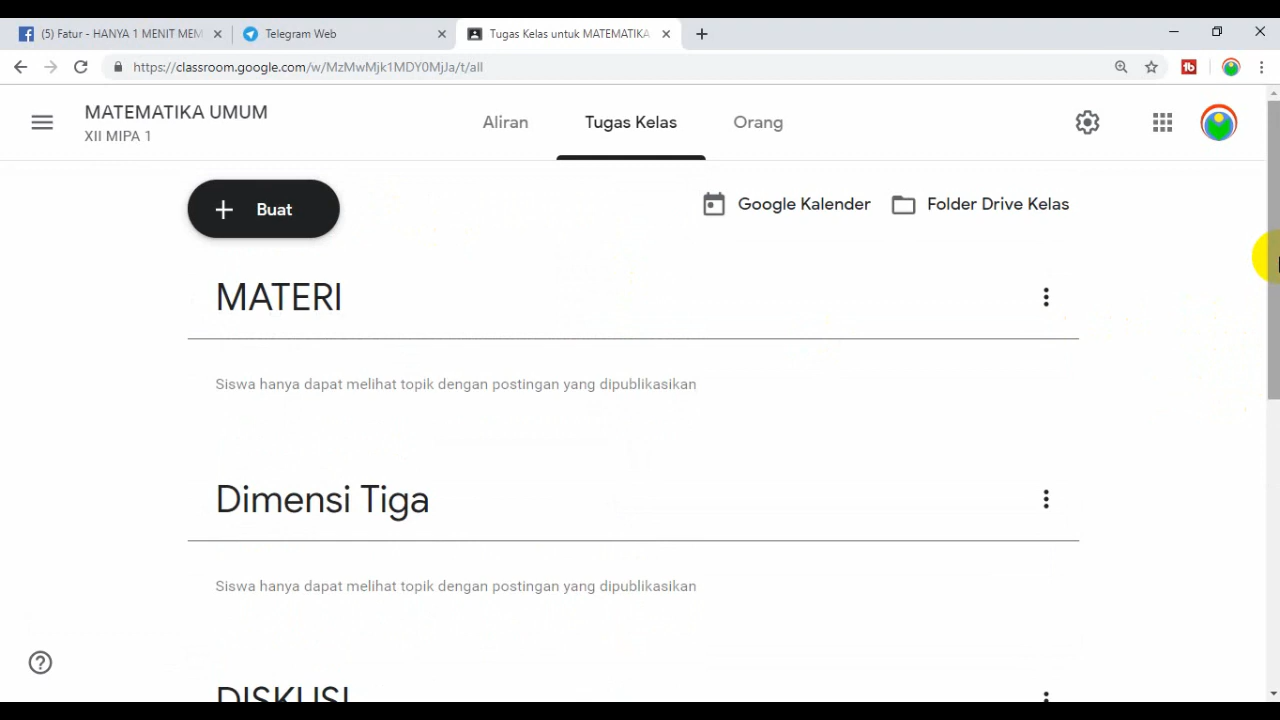 (5) Fatur - HANYA 1 MENIT MEM
Telegram Web
Tugas Kelas untuk MATEMATIKA
https://classroom.google.com/w/MzMwMjk1MDY0MjJa/t/all
MATEMATIKA UMUM
XII MIPA 1
Aliran
Tugas Kelas
Orang
Buat
Google Kalender
Folder Drive Kelas
MATERI
Siswa hanya dapat melihat topik dengan postingan yang dipublikasikan
Dimensi Tiga
Siswa hanya dapat melihat topik dengan postingan yang dipublikasikan
DISKUSI